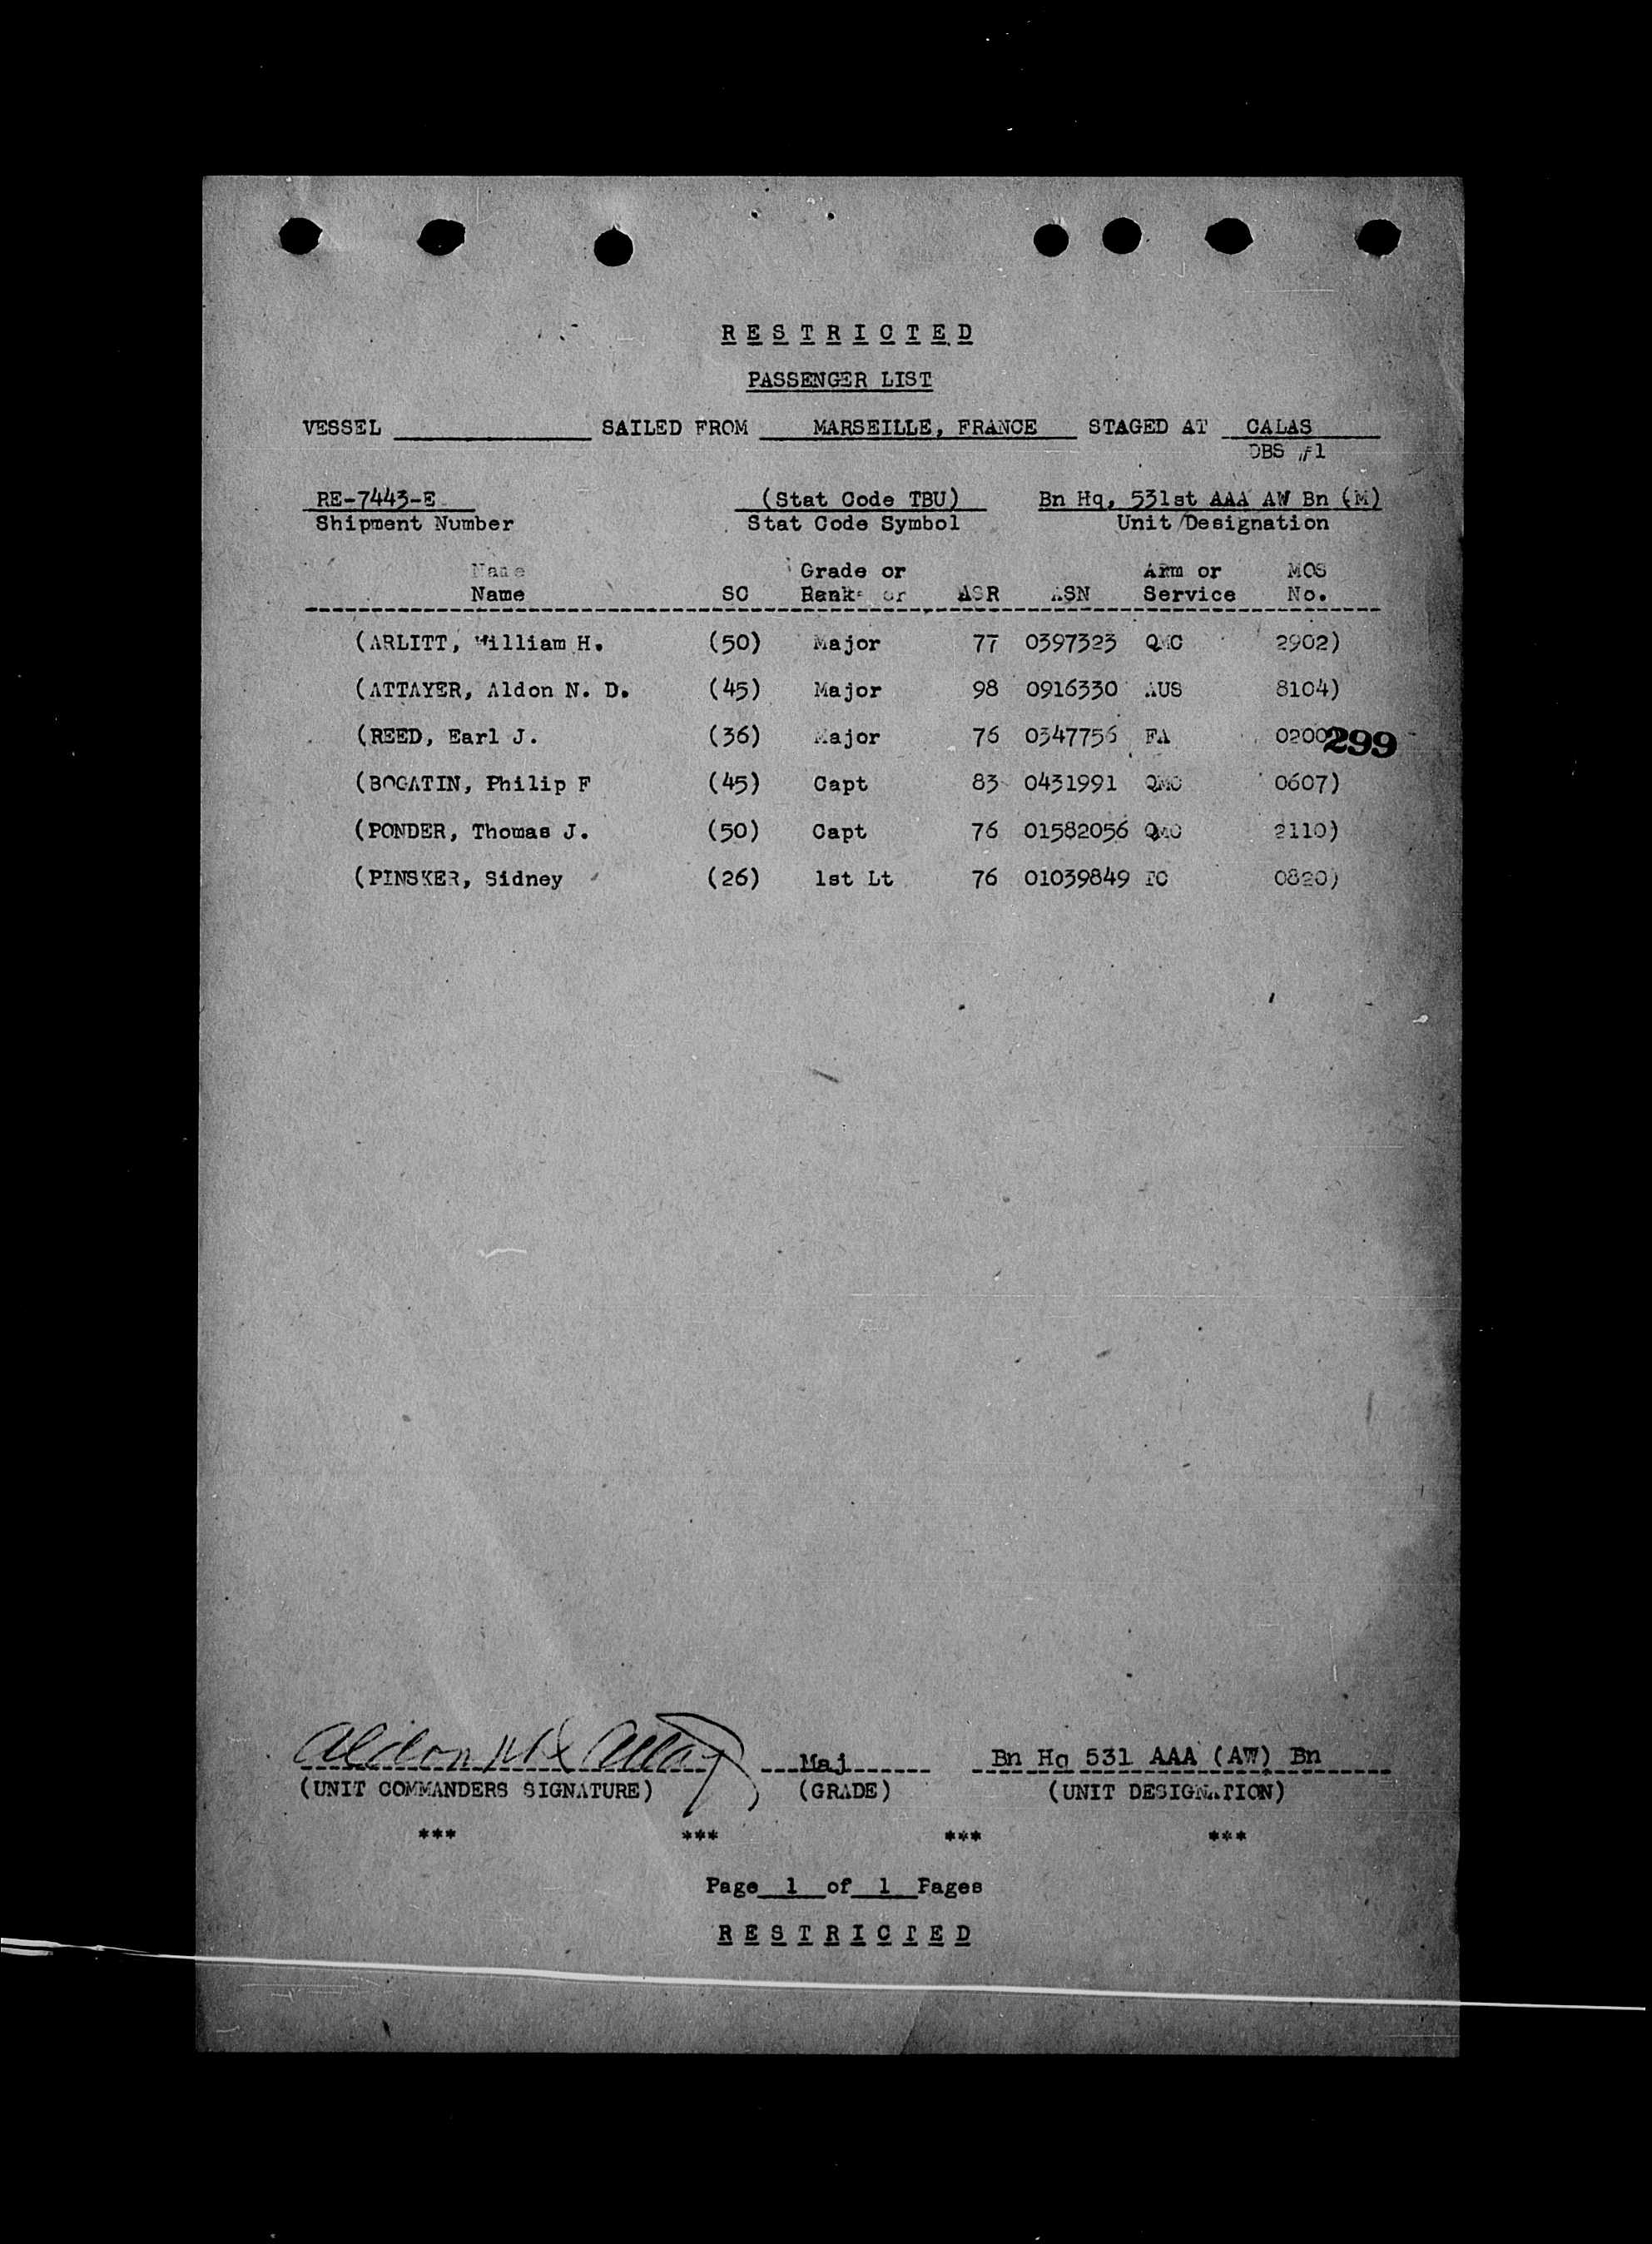 R E S T R I C T E D
PASSENGER LIST
VESSEL ____________ SAILED FROM MARSEILLE, FRANCE STAGED AT CALAS
DBS #1
RE-7443-E (Stat Code TBU) Bn Hq, 531st AAA AW Bn (M)
Shipment Number Stat Code Symbol Unit Designation
Name Grade or Arm or MOS
Name SC Rank or ASR ASN Service No.
(ARLITT, William H. (50) Major 77 0397323 QMC 2902)
(ATTAYER, Aldon N. D. (45) Major 98 0916330 AUS 8104)
(REED, Earl J. (36) Major 76 0347756 FA 0200 299
(BOGATIN, Philip F (45) Capt 83 0431991 QMC 0607)
(PONDER, Thomas J. (50) Capt 76 01582056 QMC 2110)
(PINSKER, Sidney (26) 1st Lt 76 01039849 TC 0820)
Maj Bn Hq 531 AAA (AW) Bn
(UNIT COMMANDERS SIGNATURE) (GRADE) (UNIT DESIGNATION)
*** *** *** ***
Page 1 of 1 Pages
R E S T R I C T E D